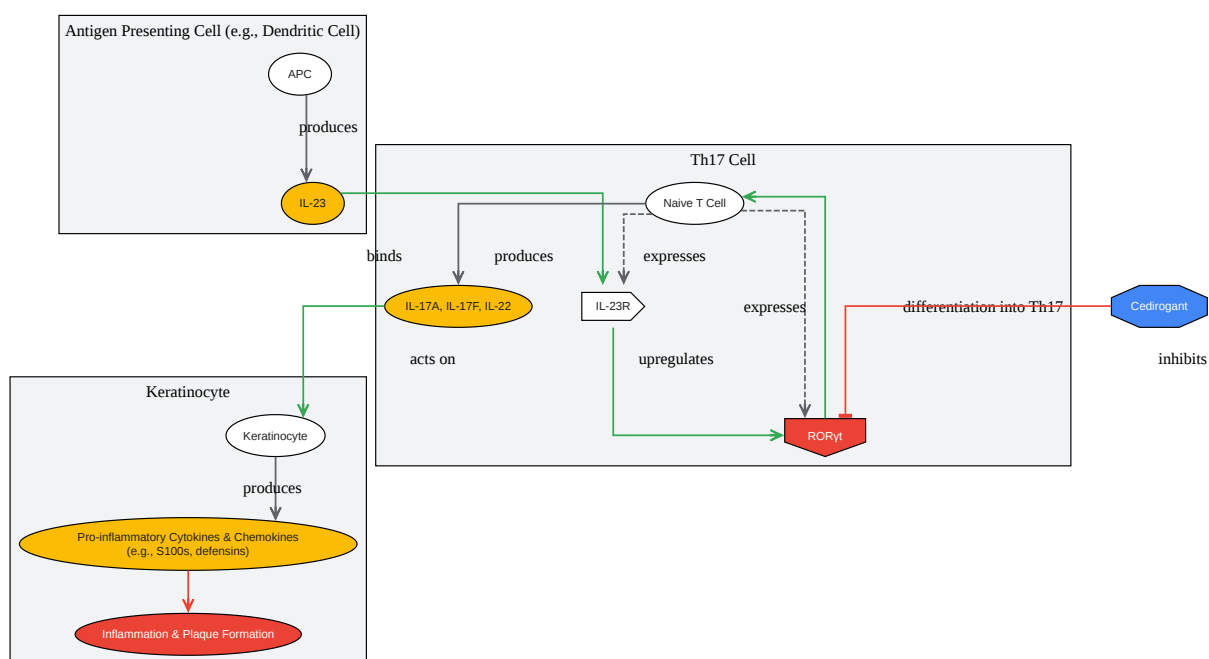 Antigen Presenting Cell (e.g., Dendritic Cell)
APC
produces
IL-23
Th17 Cell
Naive T Cell
binds
produces
expresses
IL-17A, IL-17F, IL-22
IL-23R
expresses
differentiation into Th17
Cedirogant
acts on
upregulates
inhibits
Keratinocyte
Keratinocyte
RORγt
produces
Pro-inflammatory Cytokines & Chemokines
(e.g., S100s, defensins)
Inflammation & Plaque Formation